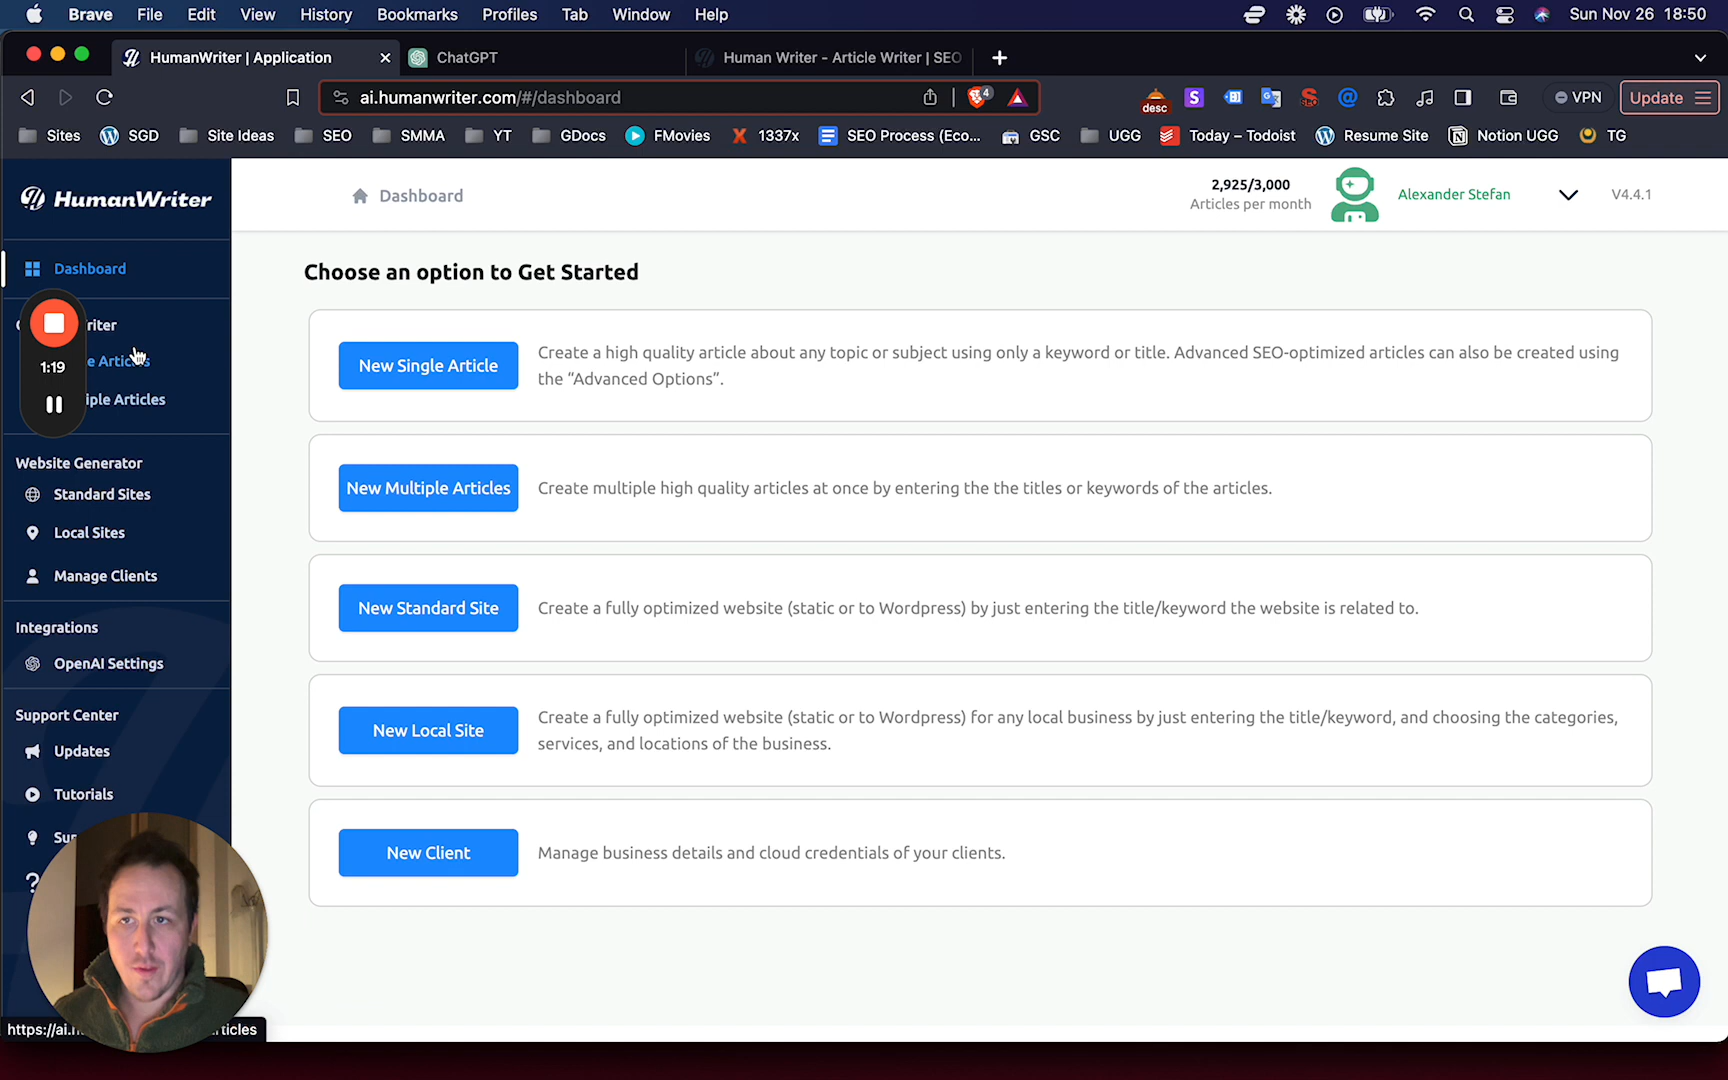 Brave File Edit View History Bookmarks Profiles Tab Window Help Sun Nov 26 18:50
HumanWriter | Application ChatGPT Human Writer - Article Writer | SEO
ai.humanwriter.com/#/dashboard 4 desc VPN Update
Sites SGD Site Ideas SEO SMMA YT GDocs FMovies 1337x SEO Process (Eco... GSC UGG Today – Todoist Resume Site Notion UGG TG
HumanWriter
Dashboard
2,925/3,000
Articles per month
Alexander Stefan
V4.4.1
Dashboard
riter
e Articles
iple Articles
1:19
Website Generator
Standard Sites
Local Sites
Manage Clients
Integrations
OpenAI Settings
Support Center
Updates
Tutorials
Choose an option to Get Started
New Single Article
Create a high quality article about any topic or subject using only a keyword or title. Advanced SEO-optimized articles can also be created using
the “Advanced Options”.
New Multiple Articles
Create multiple high quality articles at once by entering the the titles or keywords of the articles.
New Standard Site
Create a fully optimized website (static or to Wordpress) by just entering the title/keyword the website is related to.
New Local Site
Create a fully optimized website (static or to Wordpress) for any local business by just entering the title/keyword, and choosing the categories,
services, and locations of the business.
New Client
Manage business details and cloud credentials of your clients.
https://ai.h rticles